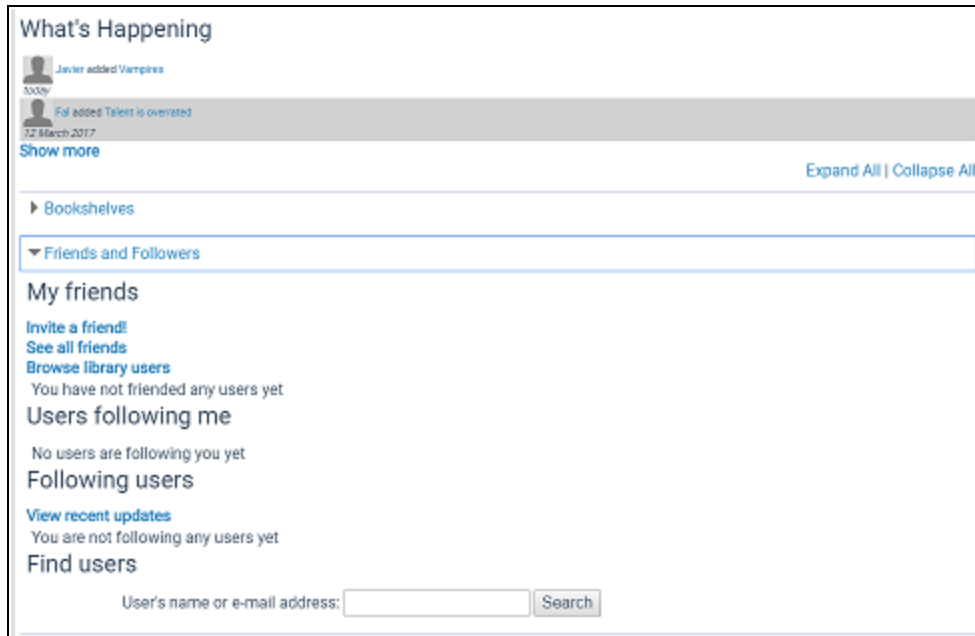 What's Happening
Javier added Vampires
today
Fal added Talent is overrated
12 March 2017
Show more
Expand All | Collapse All
Bookshelves
Friends and Followers
My friends
Invite a friend!
See all friends
Browse library users
You have not friended any users yet
Users following me
No users are following you yet
Following users
View recent updates
You are not following any users yet
Find users
User's name or e-mail address: Search